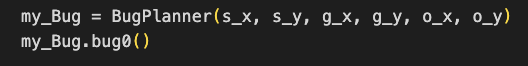 my_Bug = BugPlanner(s_x, s_y, g_x, g_y, o_x, o_y)
my_Bug.bug0()